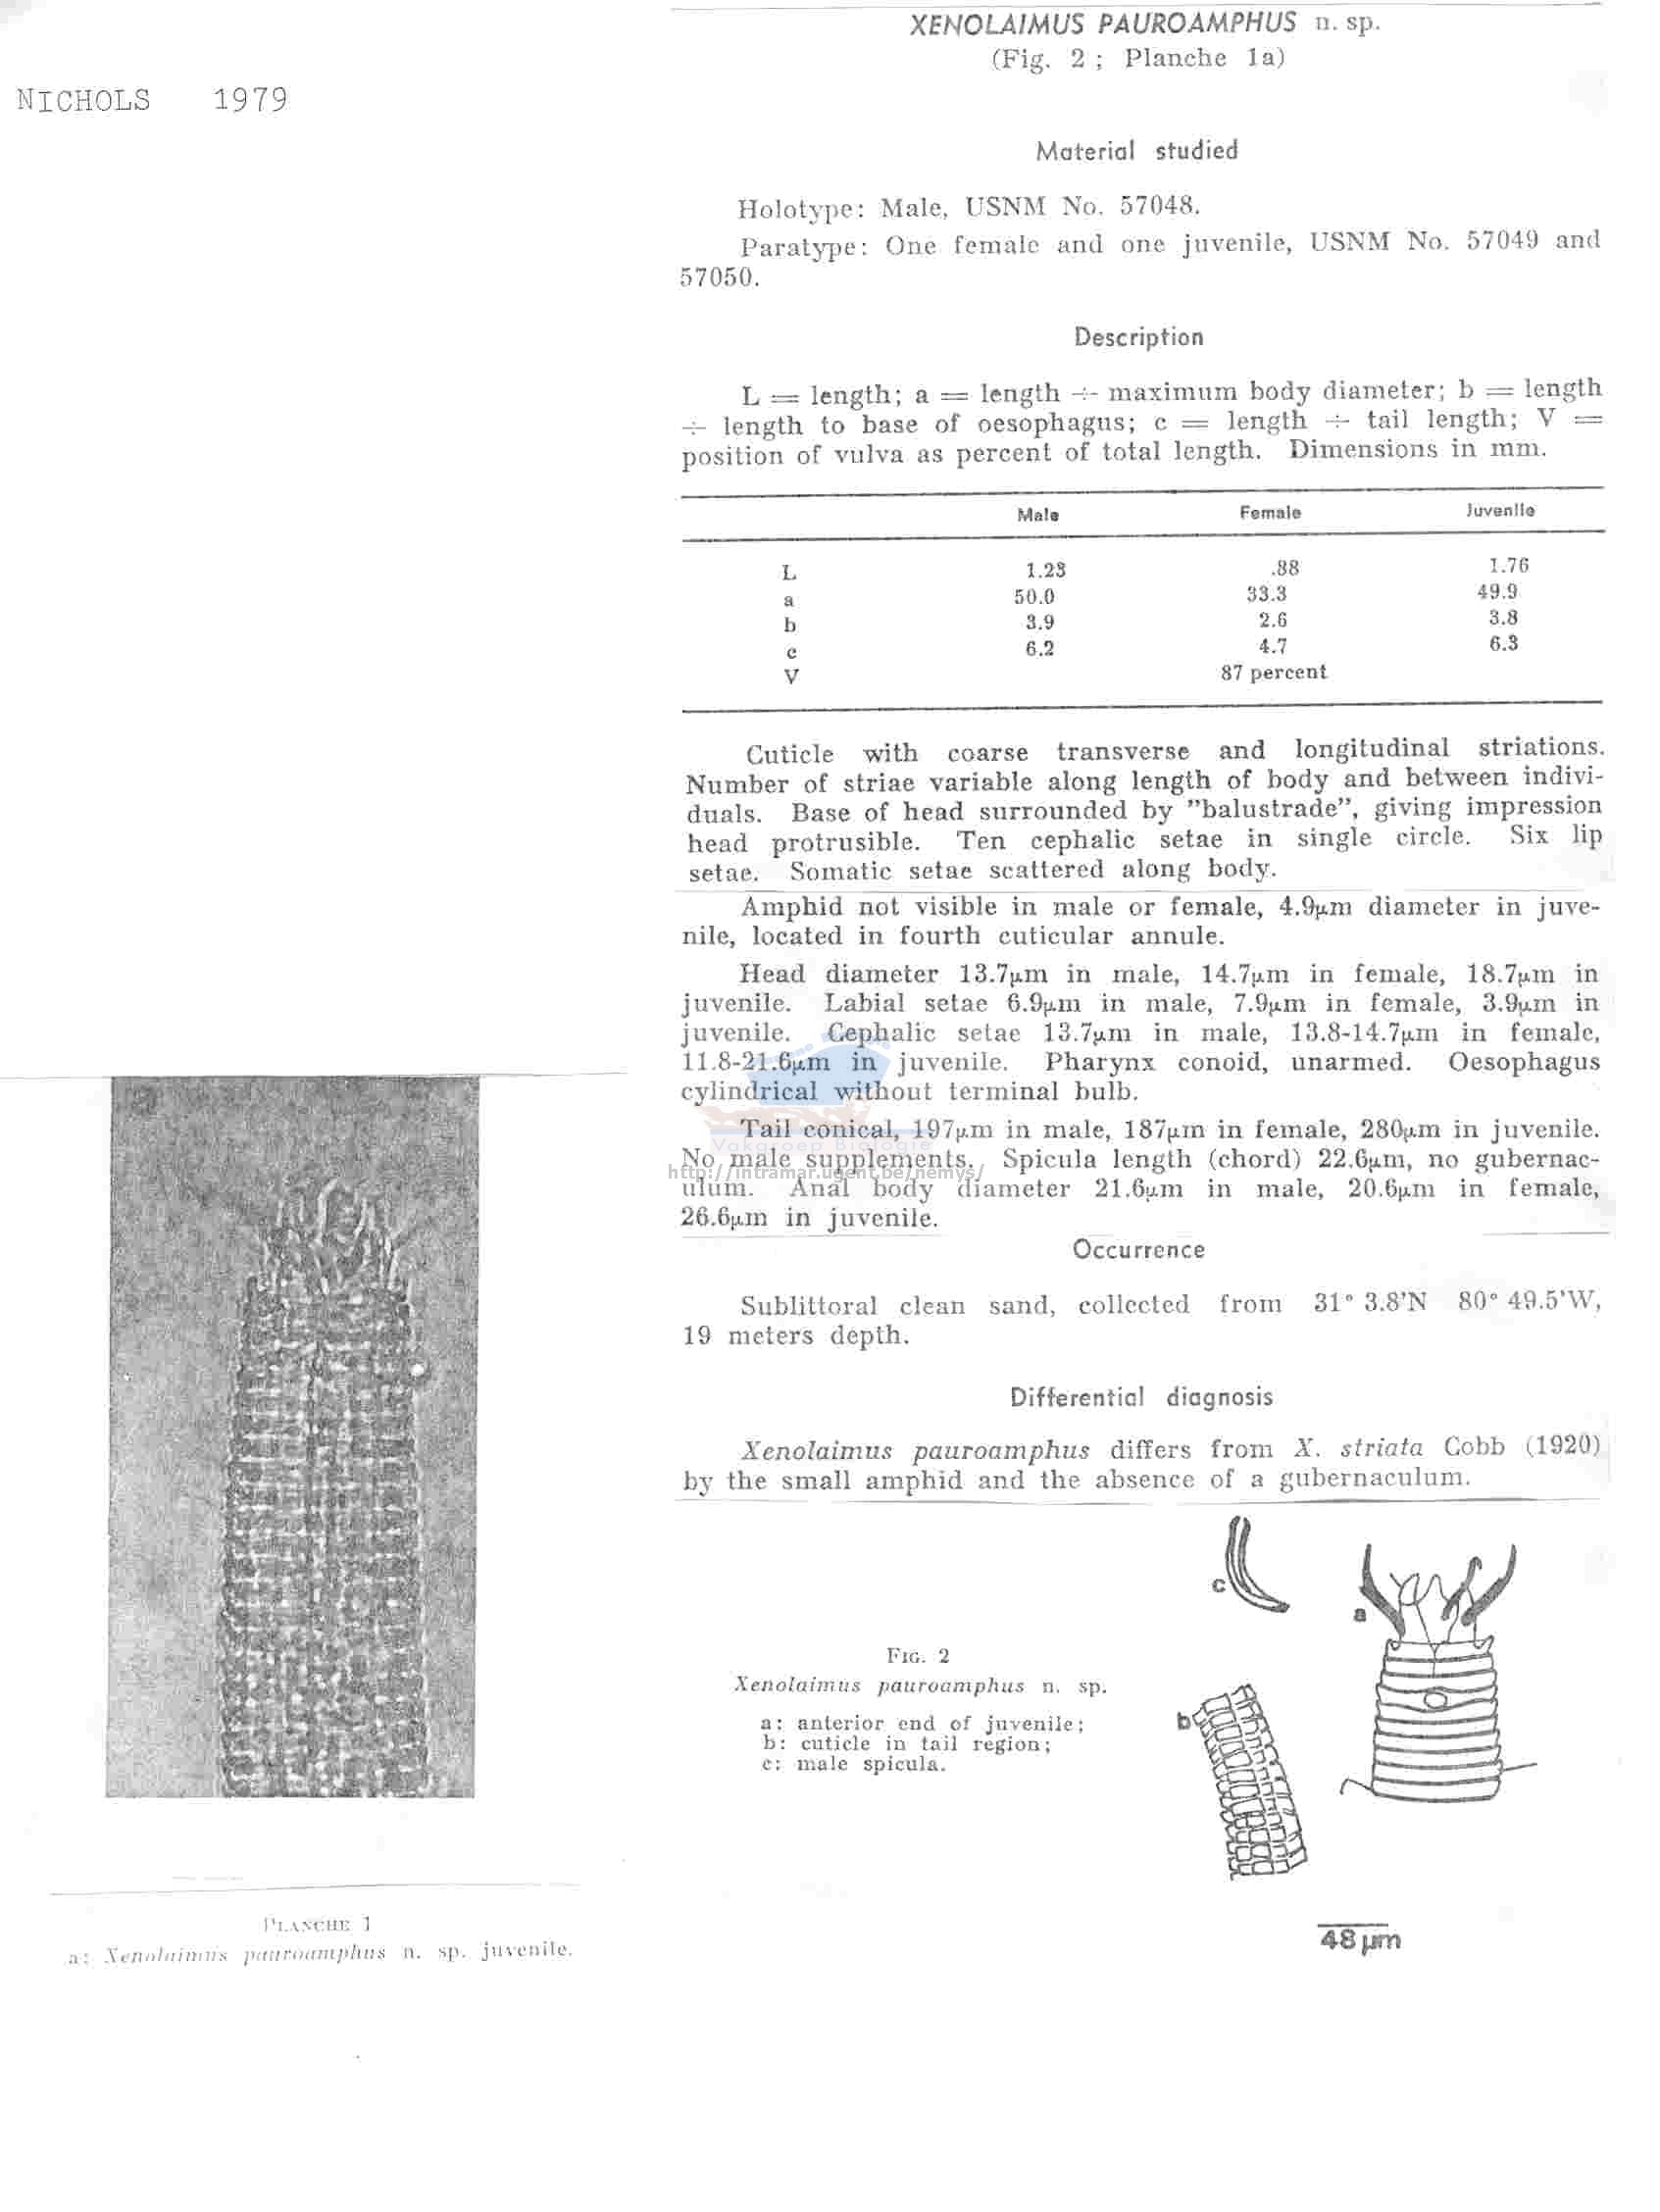 XENOLAIMUS PAUROAMPHUS n. sp.
(Fig. 2 ; Planche 1a)
NICHOLS 1979
Material studied
Holotype: Male, USNM No. 57048.
Paratype: One female and one juvenile, USNM No. 57049 and
57050.
Description
L = length; a = length ÷ maximum body diameter; b = length
÷ length to base of oesophagus; c = length ÷ tail length; V =
position of vulva as percent of total length. Dimensions in mm.
Male Female Juvenile
L 1.23 .88 1.76
a 50.0 33.3 49.9
b 3.9 2.6 3.8
c 6.2 4.7 6.3
V 87 percent
Cuticle with coarse transverse and longitudinal striations.
Number of striae variable along length of body and between indivi-
duals. Base of head surrounded by "balustrade", giving impression
head protrusible. Ten cephalic setae in single circle. Six lip
setae. Somatic setae scattered along body.
Amphid not visible in male or female, 4.9μm diameter in juve-
nile, located in fourth cuticular annule.
Head diameter 13.7μm in male, 14.7μm in female, 18.7μm in
juvenile. Labial setae 6.9μm in male, 7.9μm in female, 3.9μm in
juvenile. Cephalic setae 13.7μm in male, 13.8-14.7μm in female,
11.8-21.6μm in juvenile. Pharynx conoid, unarmed. Oesophagus
cylindrical without terminal bulb.
Tail conical, 197μm in male, 187μm in female, 280μm in juvenile.
Vakgroep Biologie
No male supplements. Spicula length (chord) 22.6μm, no gubernac-
http://intramar.ugent.be/nemys/
ulum. Anal body diameter 21.6μm in male, 20.6μm in female,
26.6μm in juvenile.
Occurrence
Sublittoral clean sand, collected from 31° 3.8'N 80° 49.5'W,
19 meters depth.
Differential diagnosis
Xenolaimus pauroamphus differs from X. striata Cobb (1920)
by the small amphid and the absence of a gubernaculum.
c
a
b
FIG. 2
Xenolaimus pauroamphus n. sp.
a: anterior end of juvenile;
b: cuticle in tail region;
c: male spicula.
48 μm
PLANCHE 1
a: Xenolaimus pauroamphus n. sp. juvenile.